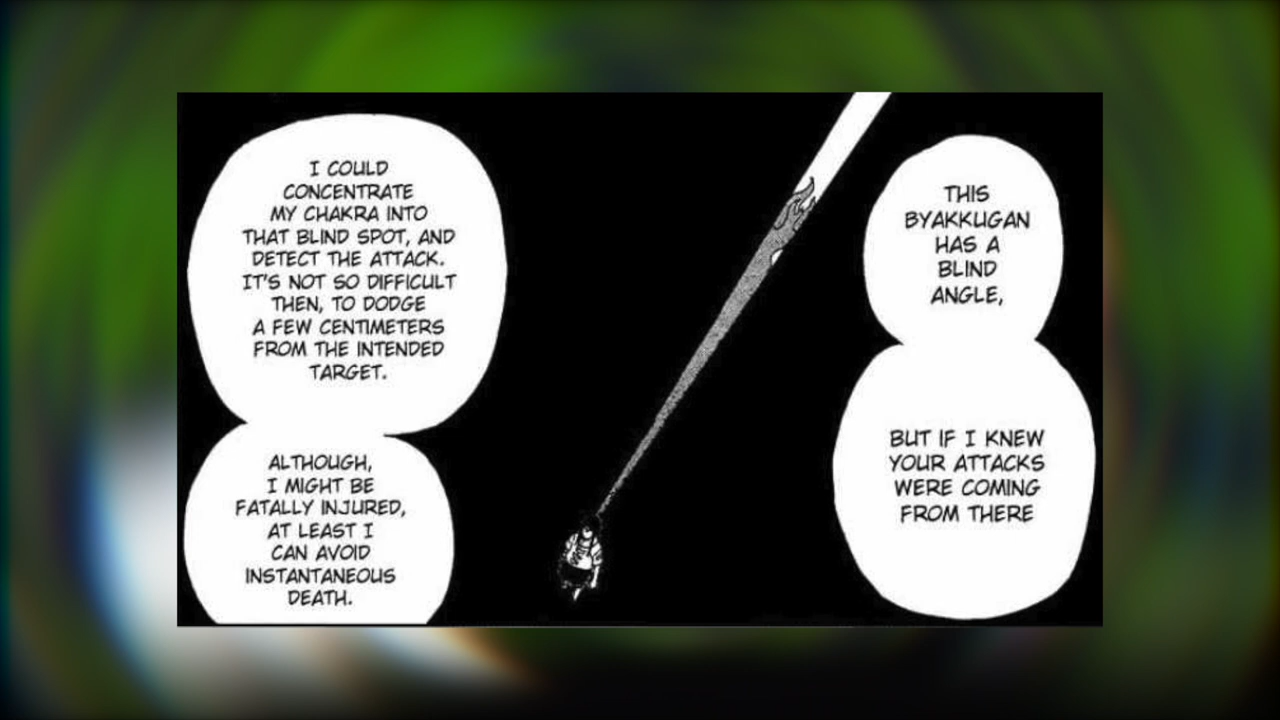 THIS
BYAKKUGAN
HAS A
BLIND
ANGLE,
BUT IF I KNEW
YOUR ATTACKS
WERE COMING
FROM THERE
I COULD
CONCENTRATE
MY CHAKRA INTO
THAT BLIND SPOT, AND
DETECT THE ATTACK.
IT'S NOT SO DIFFICULT
THEN, TO DODGE
A FEW CENTIMETERS
FROM THE INTENDED
TARGET.
ALTHOUGH,
I MIGHT BE
FATALLY INJURED,
AT LEAST I
CAN AVOID
INSTANTANEOUS
DEATH.